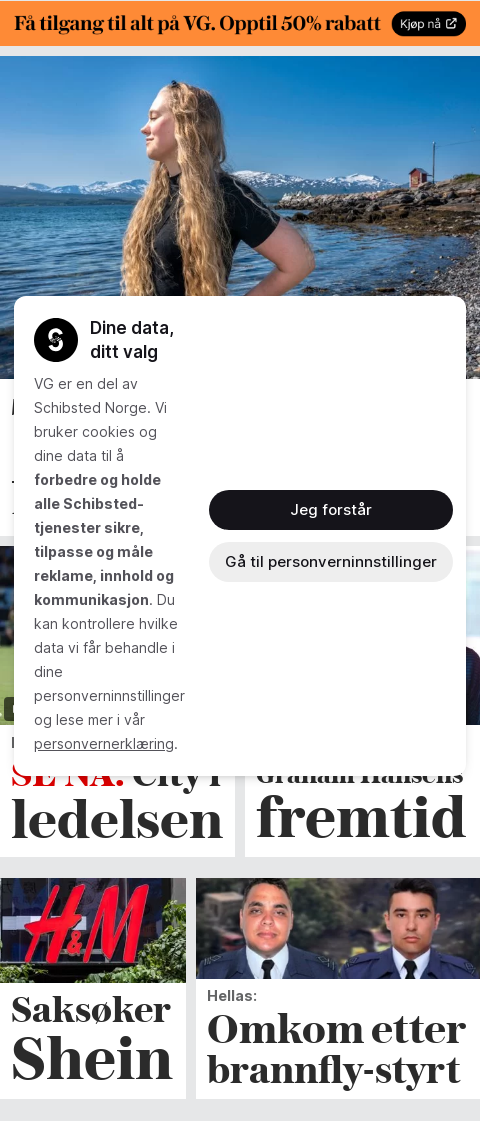 Få tilgang til alt på VG. Opptil 50% rabatt
Kjøp nå
Dine data,
ditt valg
VG er en del av
Schibsted Norge. Vi
bruker cookies og
dine data til å
forbedre og holde
alle Schibsted-
tjenester sikre,
tilpasse og måle
reklame, innhold og
kommunikasjon. Du
kan kontrollere hvilke
data vi får behandle i
dine
personverninnstillinger
og lese mer i vår
personvernerklæring.
Jeg forstår
Gå til personverninnstillinger
SE NÅ: City i
ledelsen
Graham Hansens
fremtid
H&M
Saksøker
Shein
Hellas:
Omkom etter
brannfly-styrt